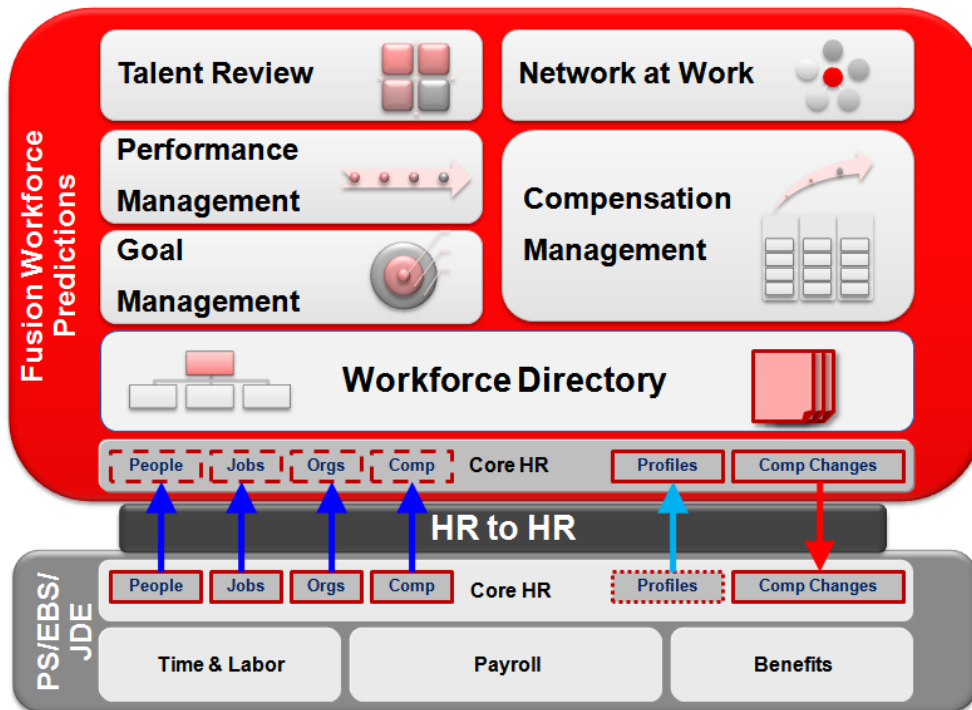 Fusion Workforce
Predictions
Talent Review
Network at Work
Performance
Management
Compensation
Management
Goal
Management
Workforce Directory
People
Jobs
Orgs
Comp
Core HR
Profiles
Comp Changes
HR to HR
PS/EBS/
JDE
People
Jobs
Orgs
Comp
Core HR
Profiles
Comp Changes
Time & Labor
Payroll
Benefits